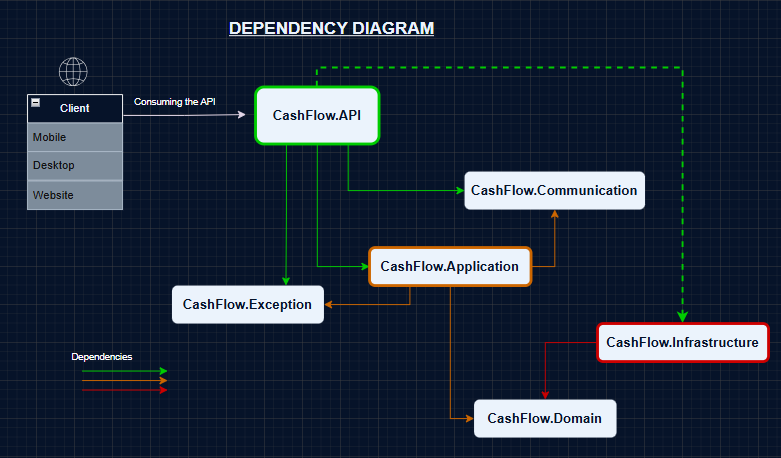 DEPENDENCY DIAGRAM
Client
Consuming the API
CashFlow.API
Mobile
Desktop
Website
CashFlow.Communication
CashFlow.Application
CashFlow.Exception
CashFlow.Infrastructure
Dependencies
CashFlow.Domain